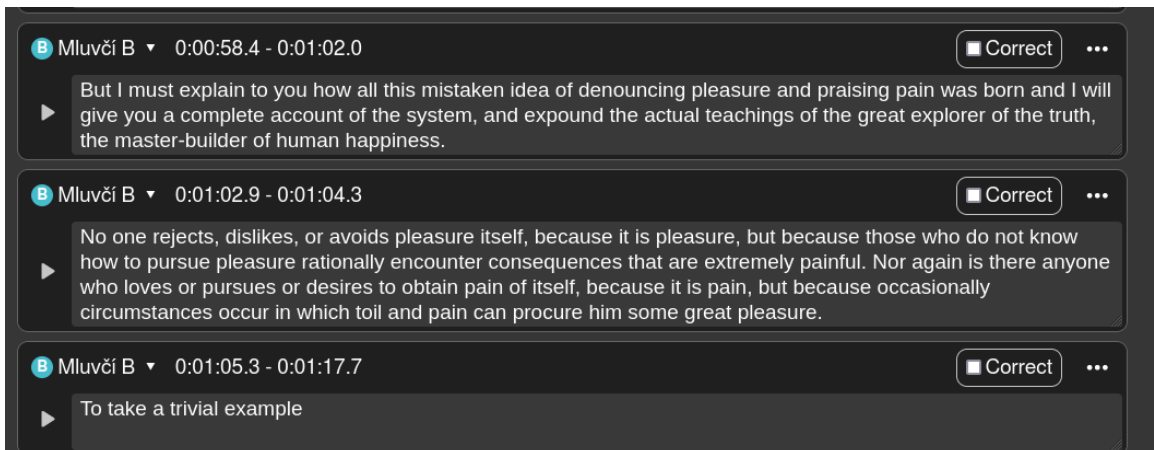 B Mluvčí B ▼ 0:00:58.4 - 0:01:02.0 Correct •••
But I must explain to you how all this mistaken idea of denouncing pleasure and praising pain was born and I will
give you a complete account of the system, and expound the actual teachings of the great explorer of the truth,
the master-builder of human happiness.
B Mluvčí B ▼ 0:01:02.9 - 0:01:04.3 Correct •••
No one rejects, dislikes, or avoids pleasure itself, because it is pleasure, but because those who do not know
how to pursue pleasure rationally encounter consequences that are extremely painful. Nor again is there anyone
who loves or pursues or desires to obtain pain of itself, because it is pain, but because occasionally
circumstances occur in which toil and pain can procure him some great pleasure.
B Mluvčí B ▼ 0:01:05.3 - 0:01:17.7 Correct •••
To take a trivial example